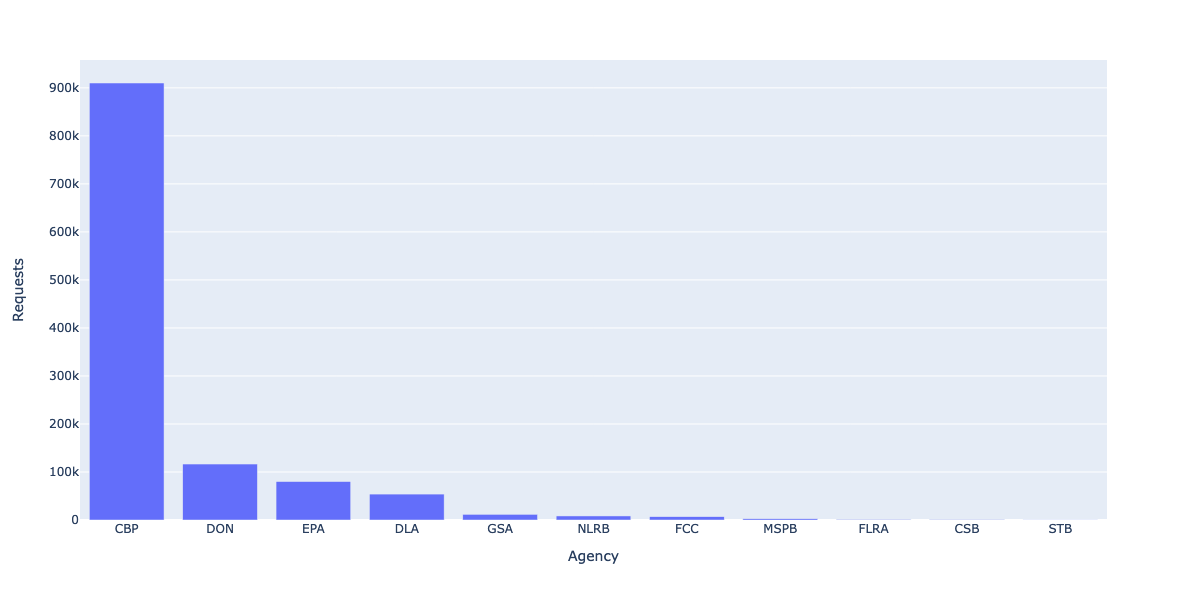 Requests
900k
800k
700k
600k
500k
400k
300k
200k
100k
0
CBP DON EPA DLA GSA NLRB FCC MSPB FLRA CSB STB
Agency